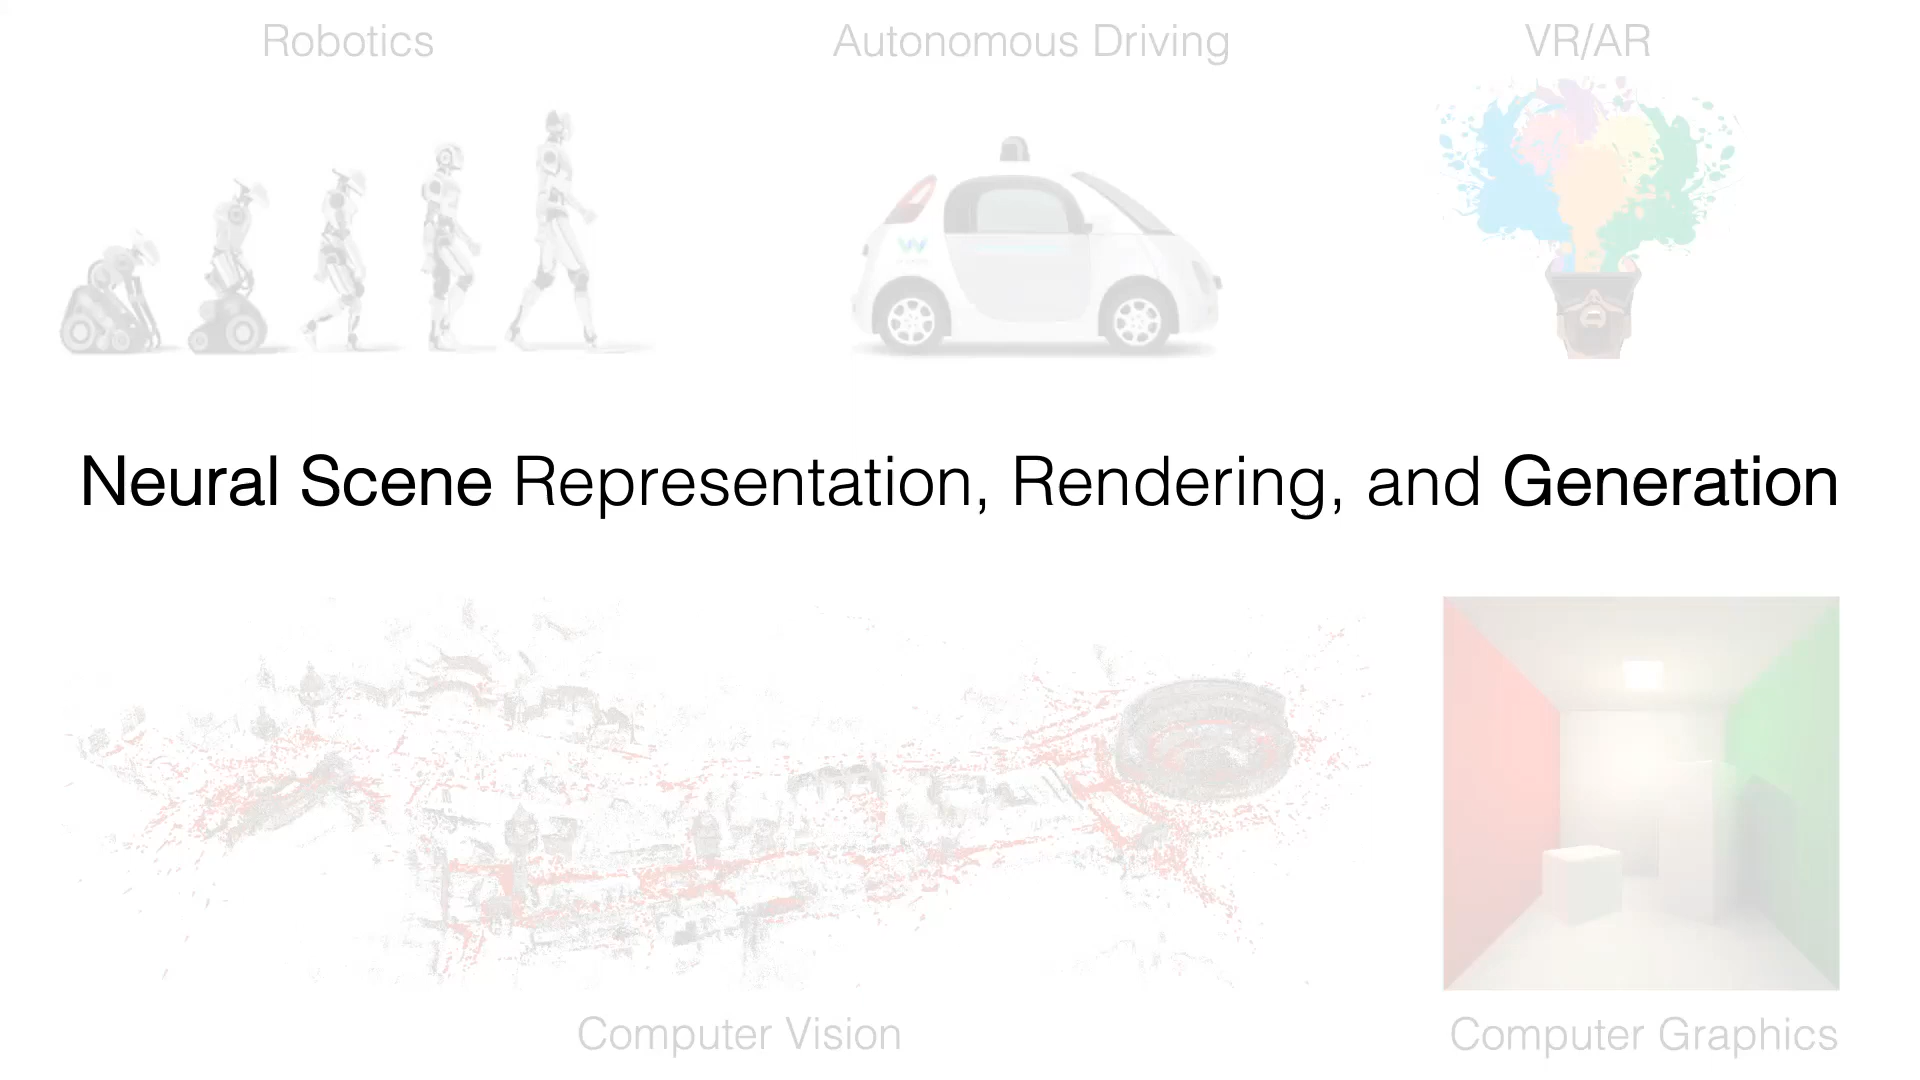 Robotics
Autonomous Driving
VR/AR
Neural Scene Representation, Rendering, and Generation
Computer Vision
Computer Graphics